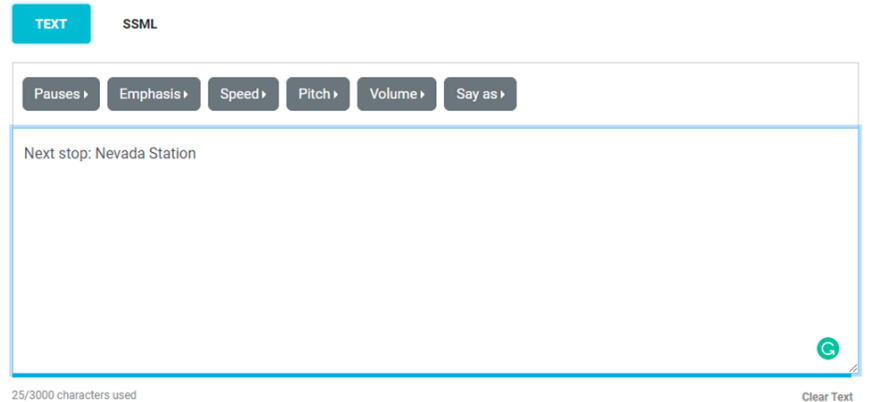 TEXT SSML
Pauses Emphasis Speed Pitch Volume Say as
Next stop: Nevada Station
25/3000 characters used Clear Text